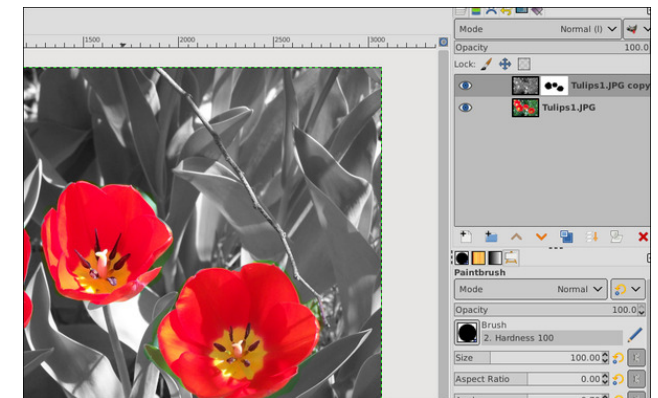 Mode Normal (l)
Opacity 100.0
|1500 |2000 |2500 |3000
Lock:
Tulips1.JPG copy
Tulips1.JPG
Paintbrush
Mode Normal
Opacity 100.0
Brush
2. Hardness 100
Size 100.00
Aspect Ratio 0.00